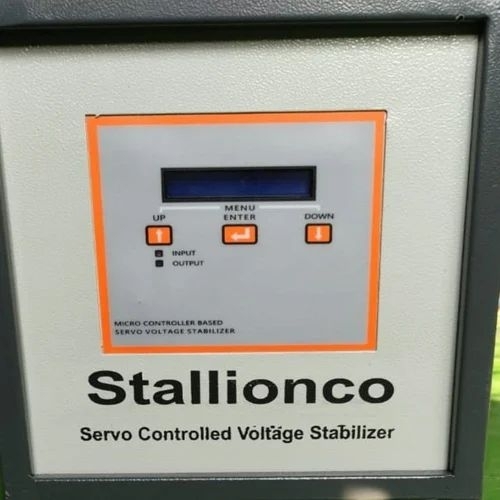 MENU
UP ENTER DOWN
INPUT
OUTPUT
MICRO CONTROLLER BASED
SERVO VOLTAGE STABILIZER
Stallionco
Servo Controlled Voltage Stabilizer